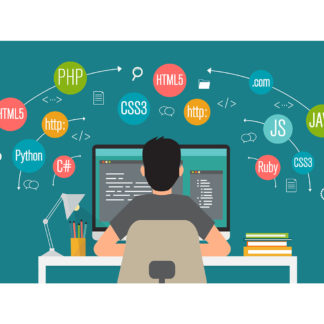 PHP
HTML5
.com
HTML5
CSS3
http:
http:
JS
JAV
Python
C#
Ruby
CSS3